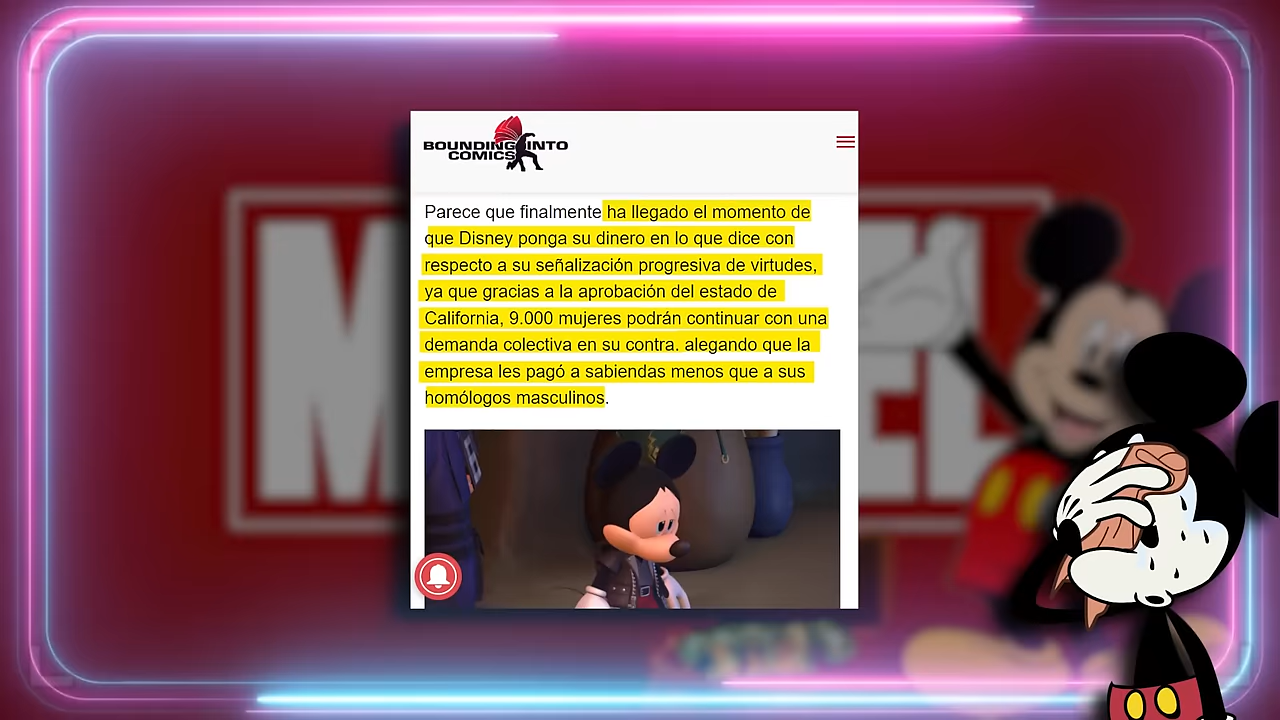 BOUNDING INTO
COMICS
Parece que finalmente ha llegado el momento de
que Disney ponga su dinero en lo que dice con
respecto a su señalización progresiva de virtudes,
ya que gracias a la aprobación del estado de
California, 9.000 mujeres podrán continuar con una
demanda colectiva en su contra. alegando que la
empresa les pagó a sabiendas menos que a sus
homólogos masculinos.